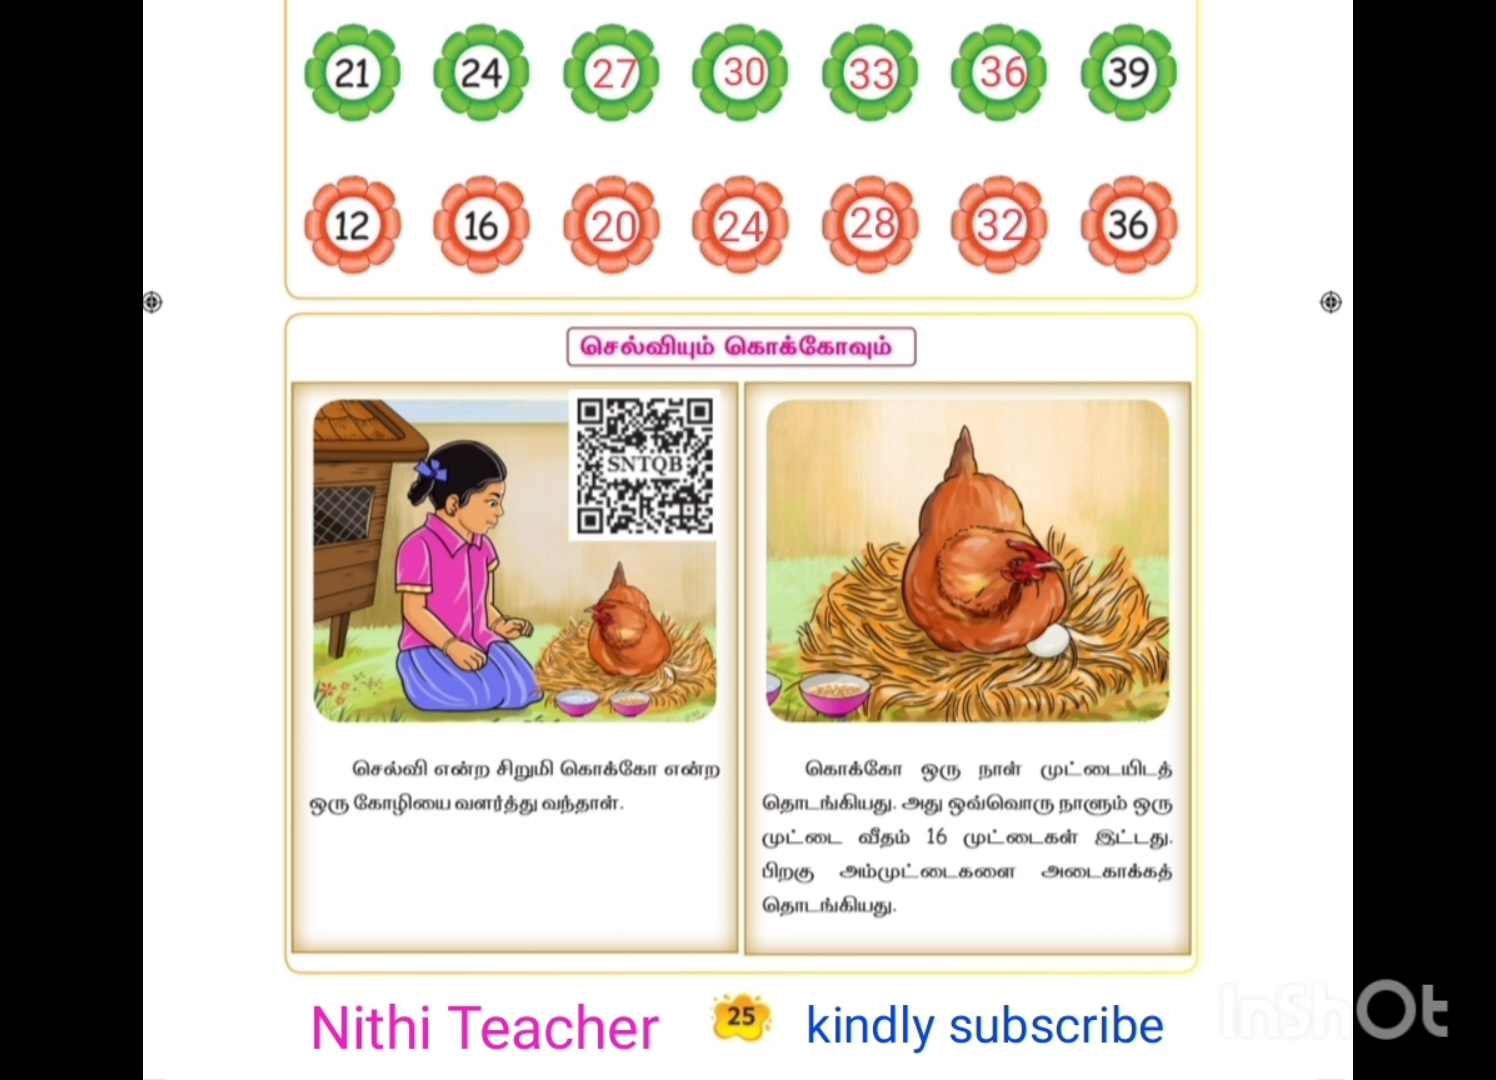 21 24 27 30 33 36 39
12 16 20 24 28 32 36
செல்வியும் கொக்கோவும்
SNTQB
செல்வி என்ற சிறுமி கொக்கோ என்ற
ஒரு கோழியை வளர்த்து வந்தாள்.
கொக்கோ ஒரு நாள் முட்டையிடத்
தொடங்கியது. அது ஒவ்வொரு நாளும் ஒரு
முட்டை வீதம் 16 முட்டைகள் இட்டது.
பிறகு அம்முட்டைகளை அடைகாக்கத்
தொடங்கியது.
Nithi Teacher 25 kindly subscribe
InShOt